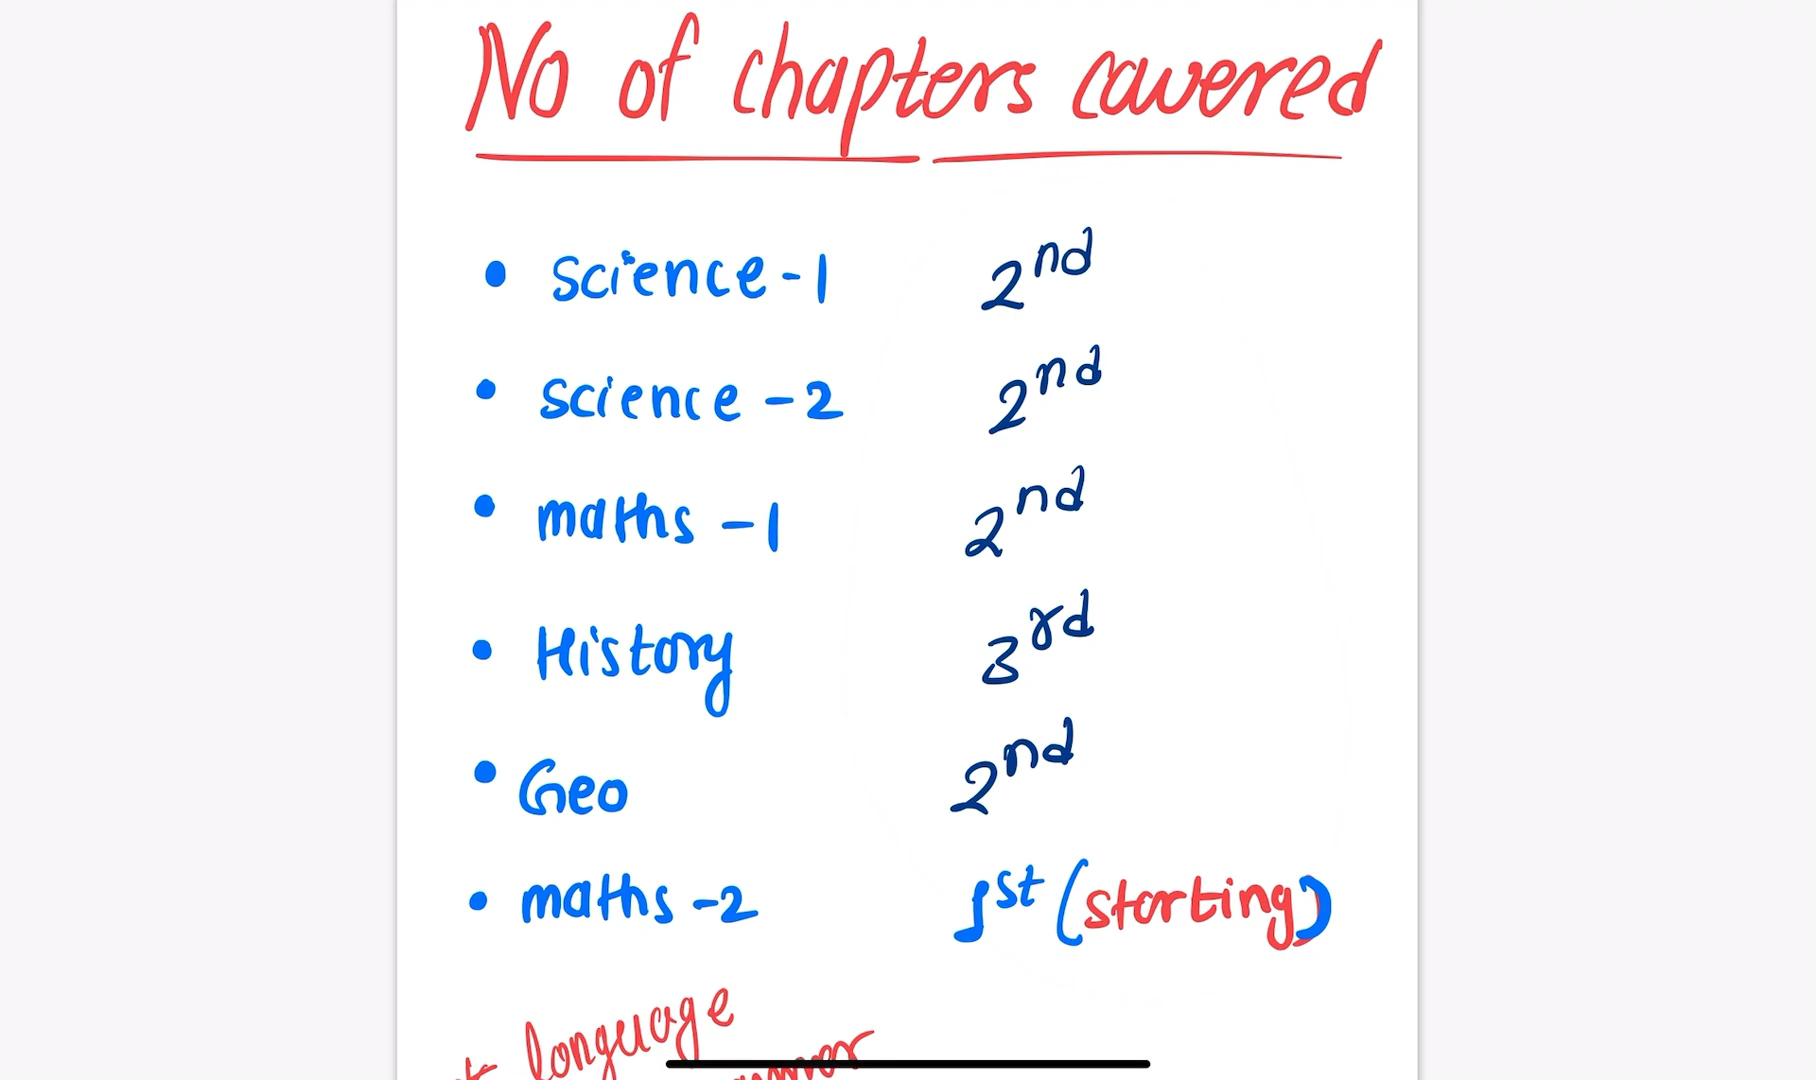 No of chapters covered
• science-1 2nd
• science-2 2nd
• maths-1 2nd
• History 3rd
• Geo 2nd
• maths-2 1st (starting)
language